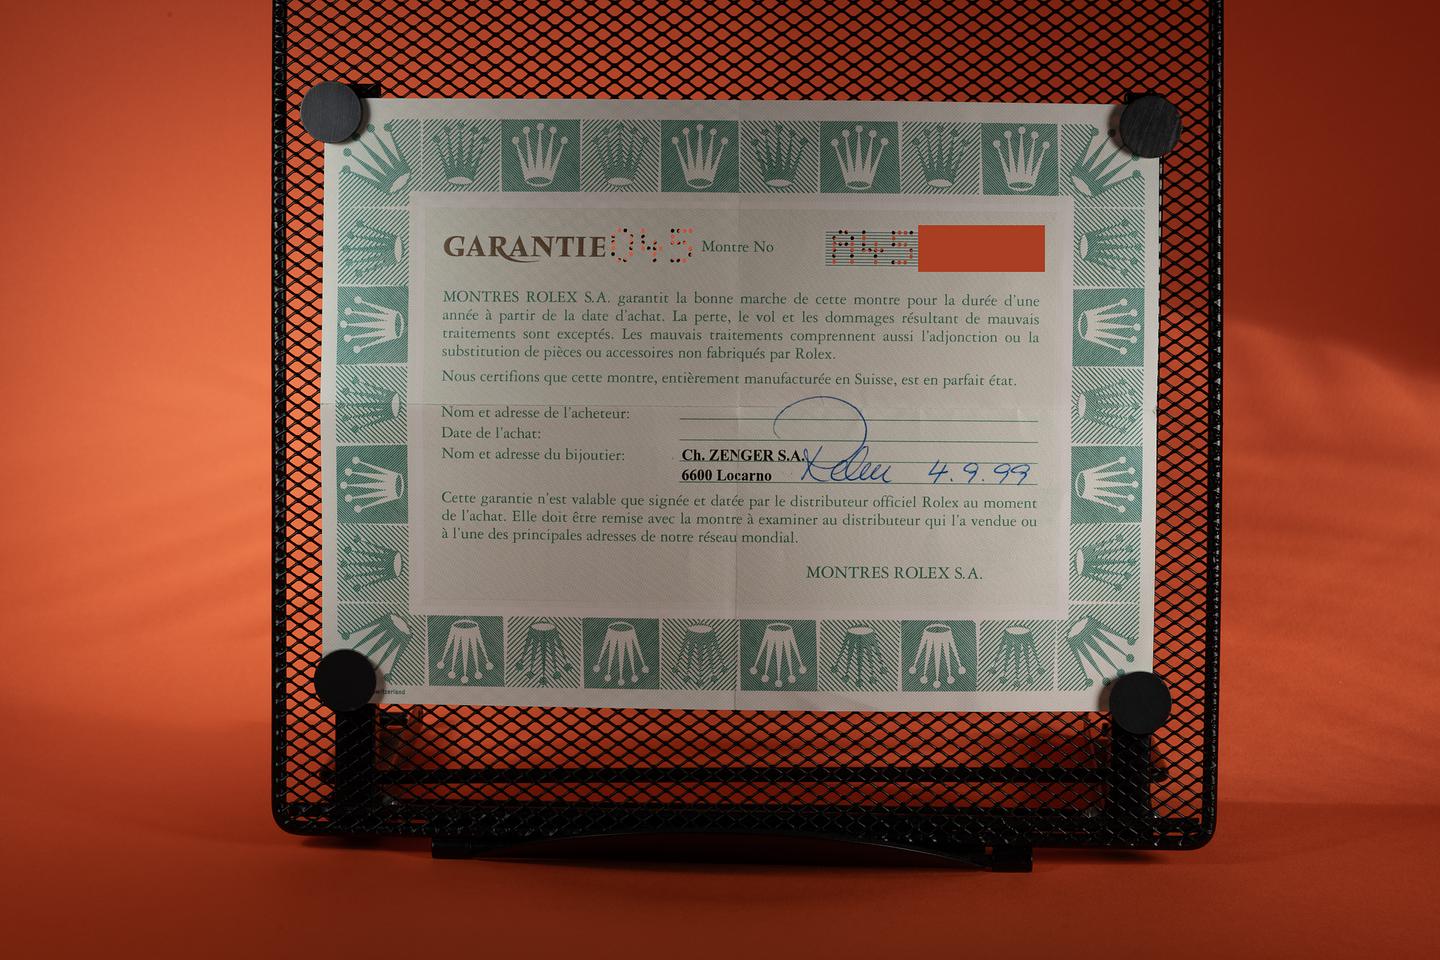 GARANTIE 045 Montre No A45
MONTRES ROLEX S.A. garantit la bonne marche de cette montre pour la durée d'une
année à partir de la date d'achat. La perte, le vol et les dommages résultant de mauvais
traitements sont exceptés. Les mauvais traitements comprennent aussi l'adjonction ou la
substitution de pièces ou accessoires non fabriqués par Rolex.
Nous certifions que cette montre, entièrement manufacturée en Suisse, est en parfait état.
Nom et adresse de l'acheteur:
Date de l'achat:
Nom et adresse du bijoutier: Ch. ZENGER S.A.
6600 Locarno 4.9.99
Cette garantie n'est valable que signée et datée par le distributeur officiel Rolex au moment
de l'achat. Elle doit être remise avec la montre à examiner au distributeur qui l'a vendue ou
à l'une des principales adresses de notre réseau mondial.
MONTRES ROLEX S.A.